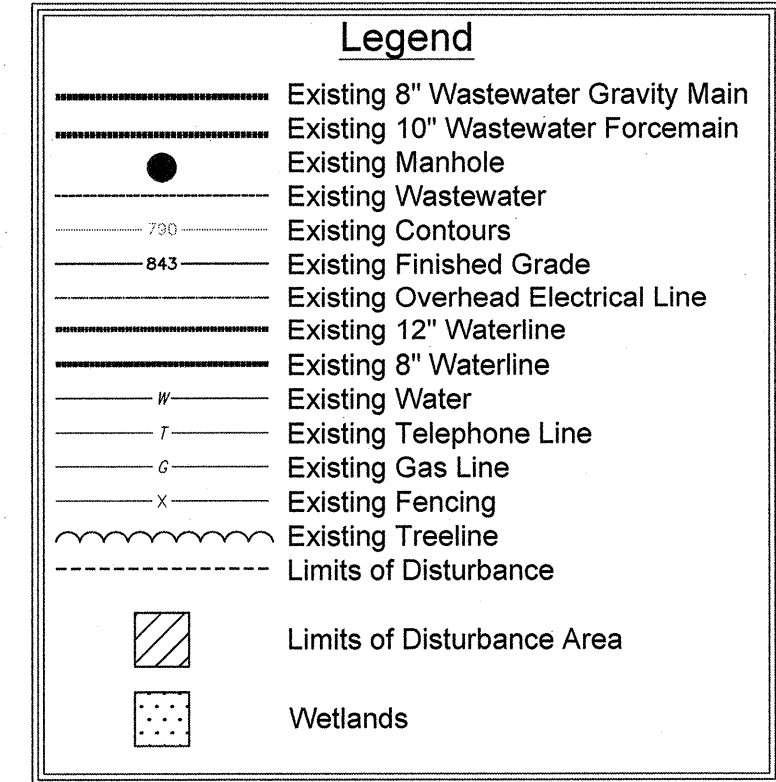 Legend
Existing 8" Wastewater Gravity Main
Existing 10" Wastewater Forcemain
Existing Manhole
Existing Wastewater
790 Existing Contours
843 Existing Finished Grade
Existing Overhead Electrical Line
Existing 12" Waterline
Existing 8" Waterline
W Existing Water
T Existing Telephone Line
G Existing Gas Line
X Existing Fencing
Existing Treeline
Limits of Disturbance
Limits of Disturbance Area
Wetlands